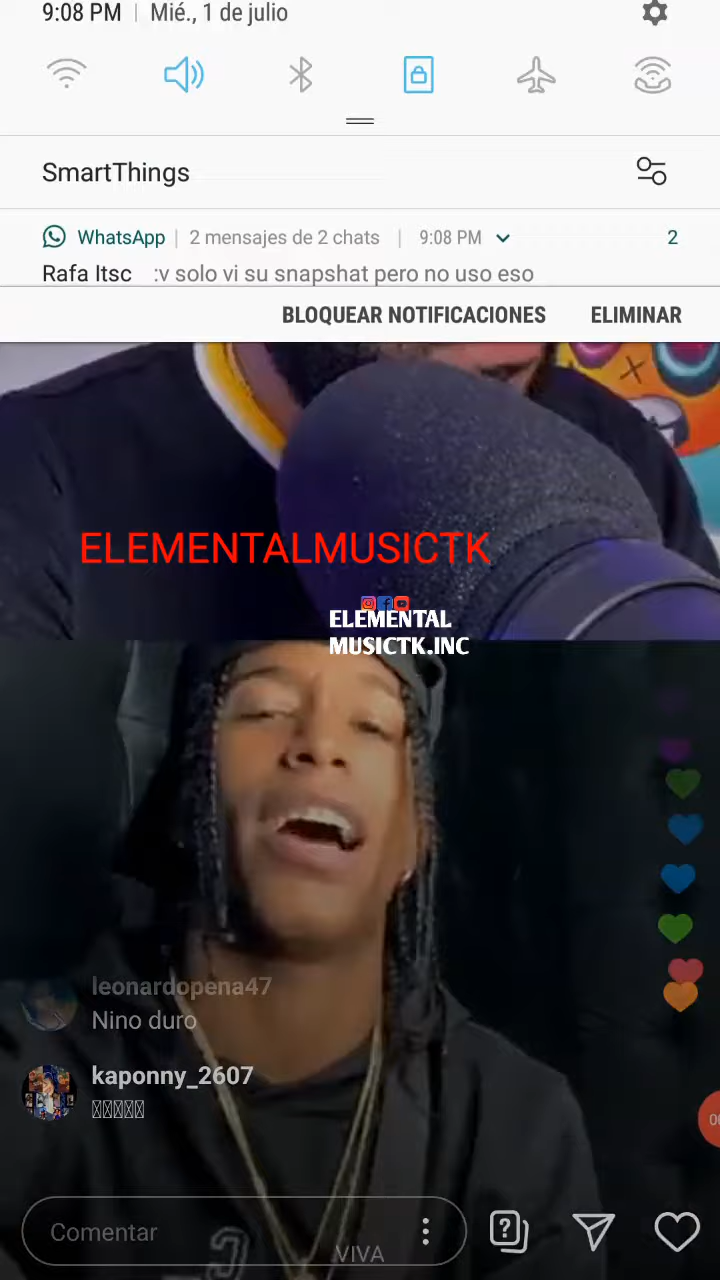 9:08 PM | Mié., 1 de julio
SmartThings
WhatsApp | 2 mensajes de 2 chats | 9:08 PM 2
Rafa Itsc :v solo vi su snapshat pero no uso eso
BLOQUEAR NOTIFICACIONES ELIMINAR
ELEMENTALMUSICTK
ELEMENTAL
MUSICTK.INC
leonardopena47
Nino duro
kaponny_2607
Comentar
VIVA